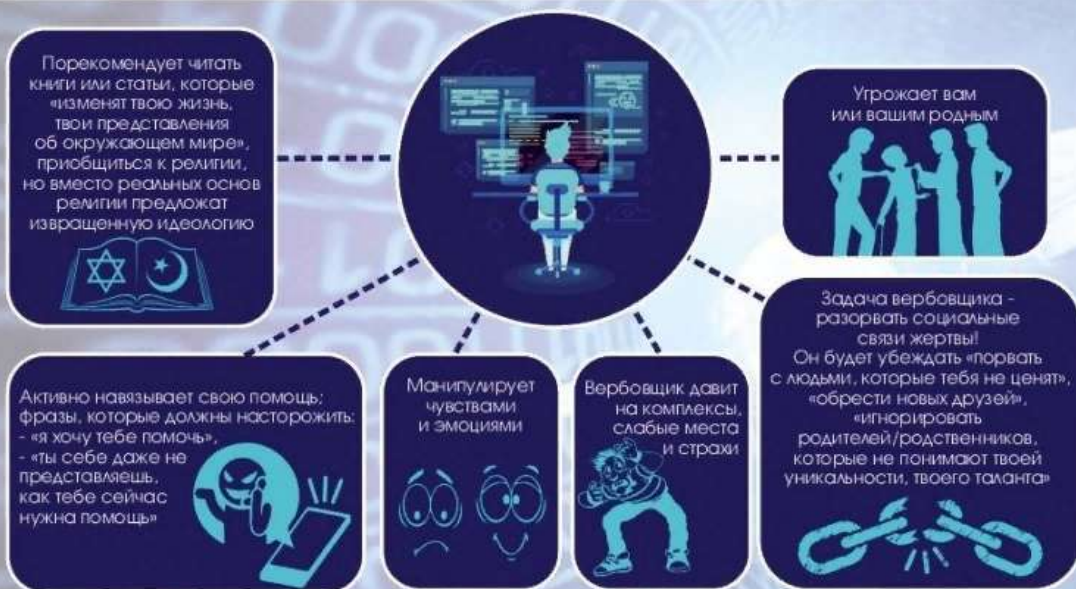 Порекомендует читать
книги или статьи, которые
«изменят твою жизнь,
твои представления
об окружающем мире»,
приобщиться к религии,
но вместо реальных основ
религии предложат
извращенную идеологию
Угрожает вам
или вашим родным
Активно навязывает свою помощь;
фразы, которые должны насторожить:
- «я хочу тебе помочь»,
- «ты себе даже не
представляешь,
как тебе сейчас
нужна помощь»
Манипулирует
чувствами
и эмоциями
Вербовщик давит
на комплексы,
слабые места
и страхи
Задача вербовщика -
разорвать социальные
связи жертвы!
Он будет убеждать «порвать
с людьми, которые тебя не ценят»,
«обрести новых друзей»,
«игнорировать
родителей/родственников,
которые не понимают твоей
уникальности, твоего таланта»